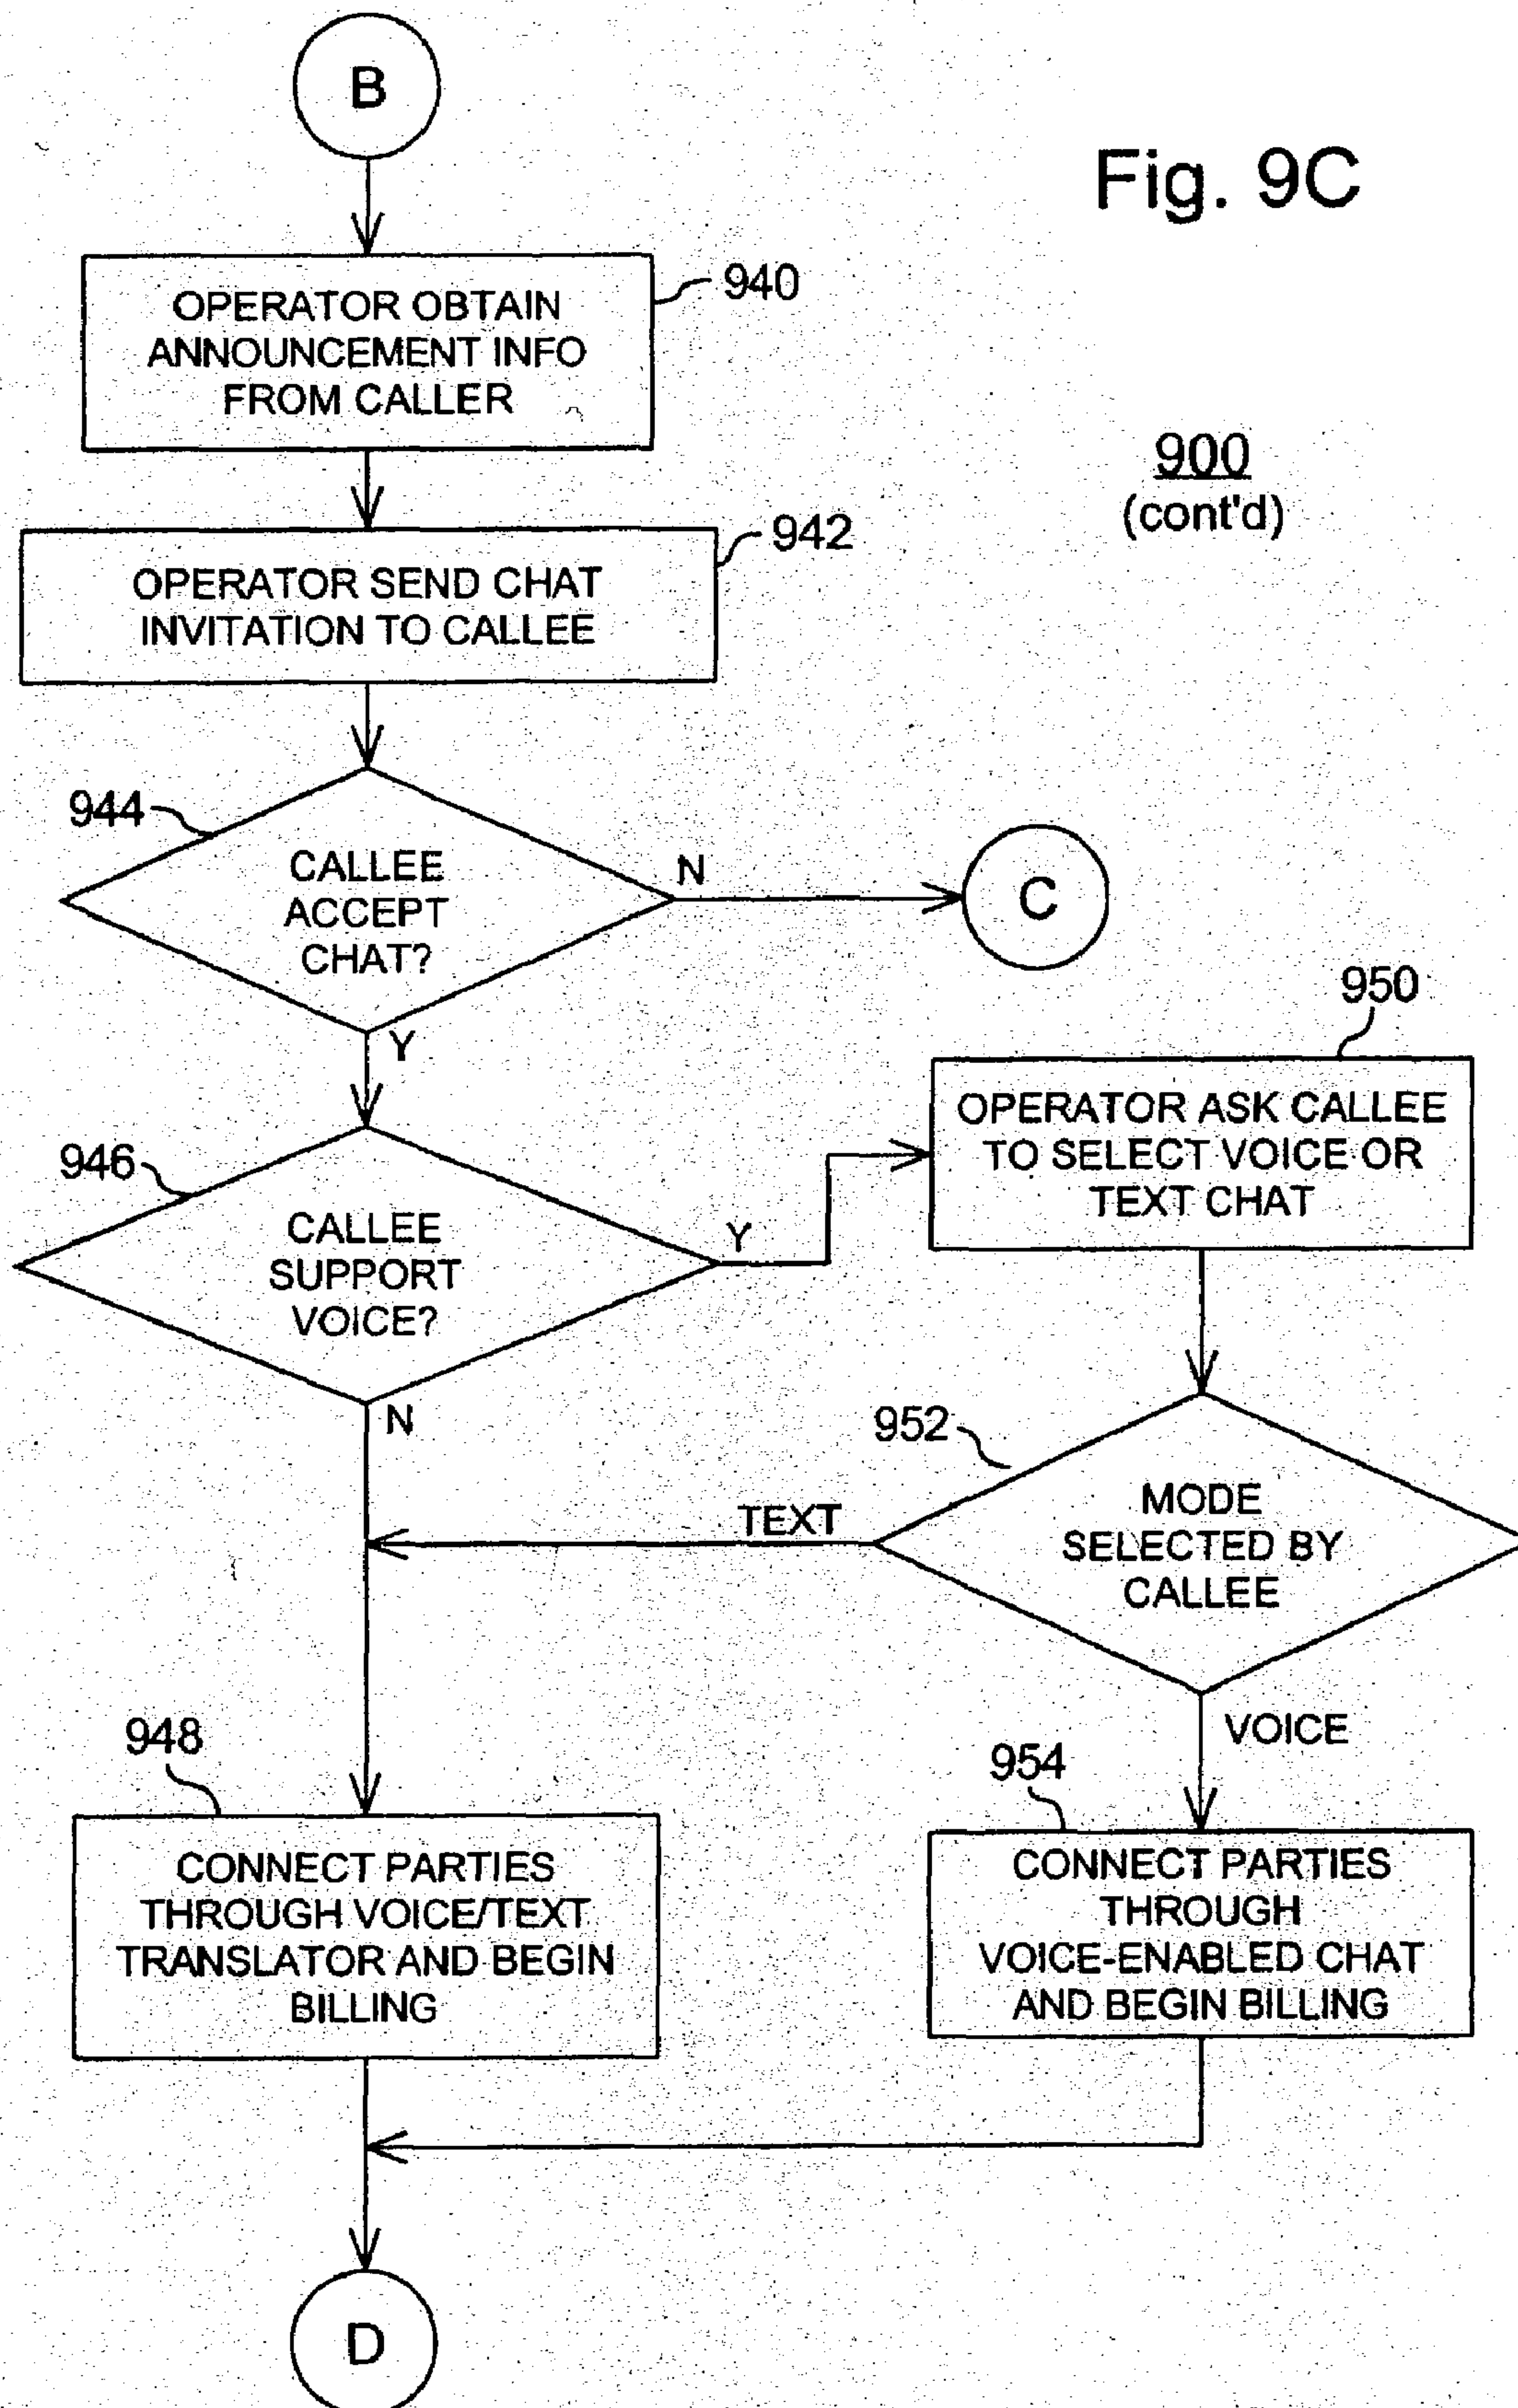 B
Fig. 9C
940
OPERATOR OBTAIN
ANNOUNCEMENT INFO
FROM CALLER
900
(cont'd)
942
OPERATOR SEND CHAT
INVITATION TO CALLEE
944
CALLEE
ACCEPT
CHAT?
N
C
Y
950
OPERATOR ASK CALLEE
TO SELECT VOICE OR
TEXT CHAT
946
CALLEE
SUPPORT
VOICE?
Y
N
952
MODE
SELECTED BY
CALLEE
TEXT
VOICE
948
CONNECT PARTIES
THROUGH VOICE/TEXT
TRANSLATOR AND BEGIN
BILLING
954
CONNECT PARTIES
THROUGH
VOICE-ENABLED CHAT
AND BEGIN BILLING
D